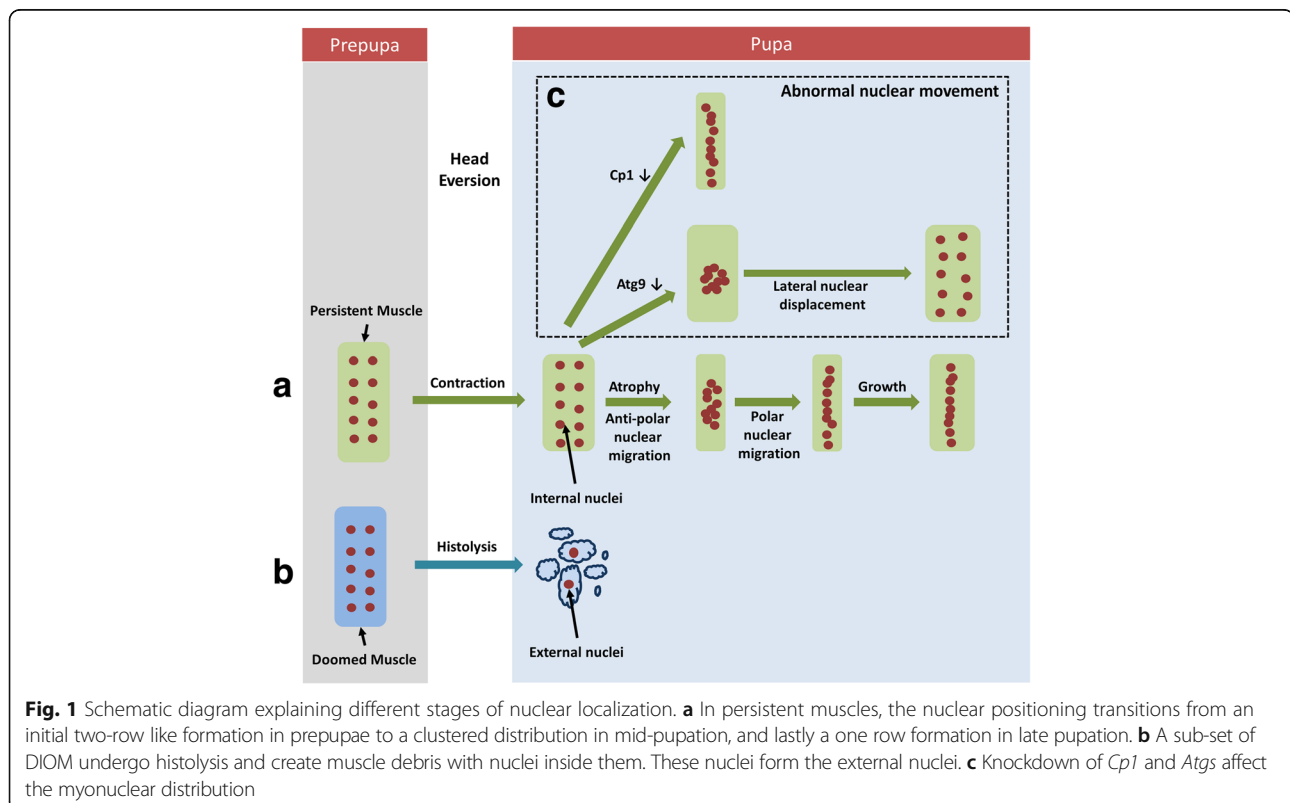 Prepupa
Pupa
c
Abnormal nuclear movement
Head
Eversion
Cp1 ↓
Atg9 ↓
Lateral nuclear
displacement
Persistent Muscle
a
Contraction
Atrophy
Anti-polar
nuclear
migration
Polar
nuclear
migration
Growth
Internal nuclei
b
Histolysis
Doomed Muscle
External nuclei
Fig. 1 Schematic diagram explaining different stages of nuclear localization. a In persistent muscles, the nuclear positioning transitions from an
initial two-row like formation in prepupae to a clustered distribution in mid-pupation, and lastly a one row formation in late pupation. b A sub-set of
DIOM undergo histolysis and create muscle debris with nuclei inside them. These nuclei form the external nuclei. c Knockdown of Cp1 and Atgs affect
the myonuclear distribution